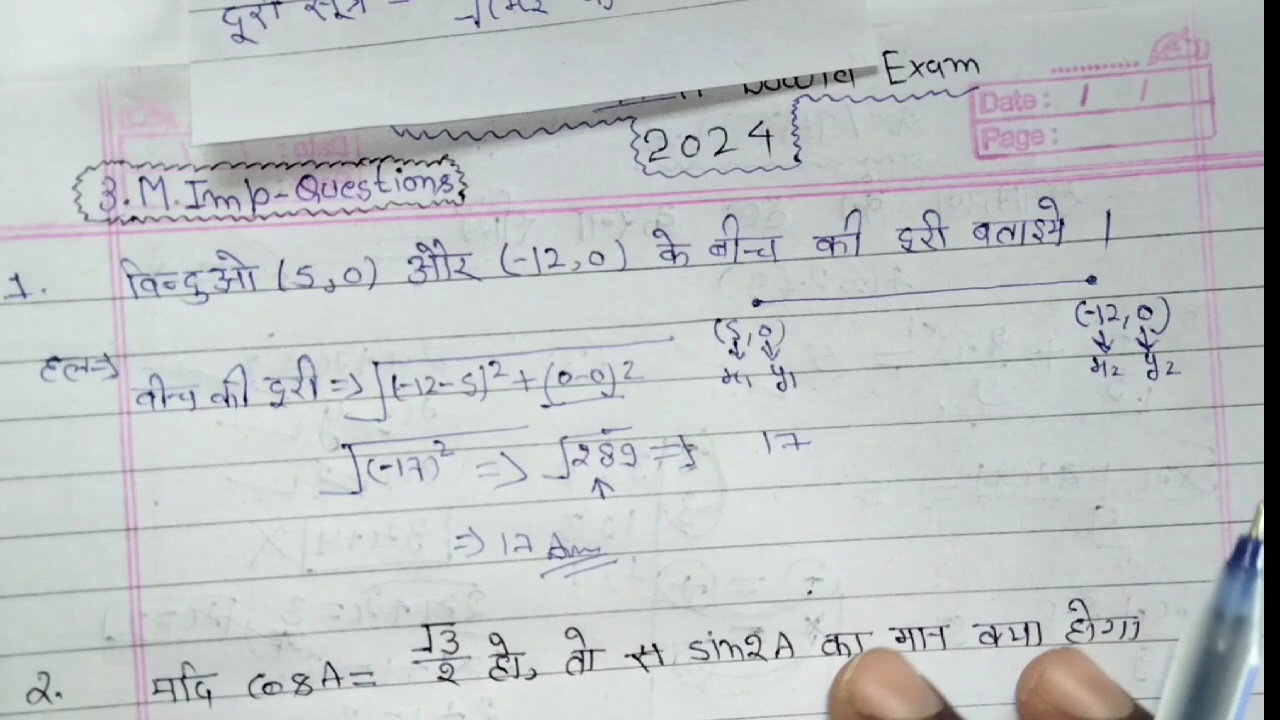 दूरी सूत्र =
Exam
2024
Date: / /
Page:
3.M.Imp-Questions
1. विन्दुओ (5,0) और (-12,0) के बीच की दूरी बताइये |
(5,0) (-12,0)
x1 y1 x2 y2
हल⇒ बीच की दूरी ⇒ √(-12-5)²+(0-0)²
√(-17)² ⇒ √289 ⇒ 17
⇒ 17 Ans
2. यदि cosA = √3/2 हो, तो sin2A का मान क्या होगा